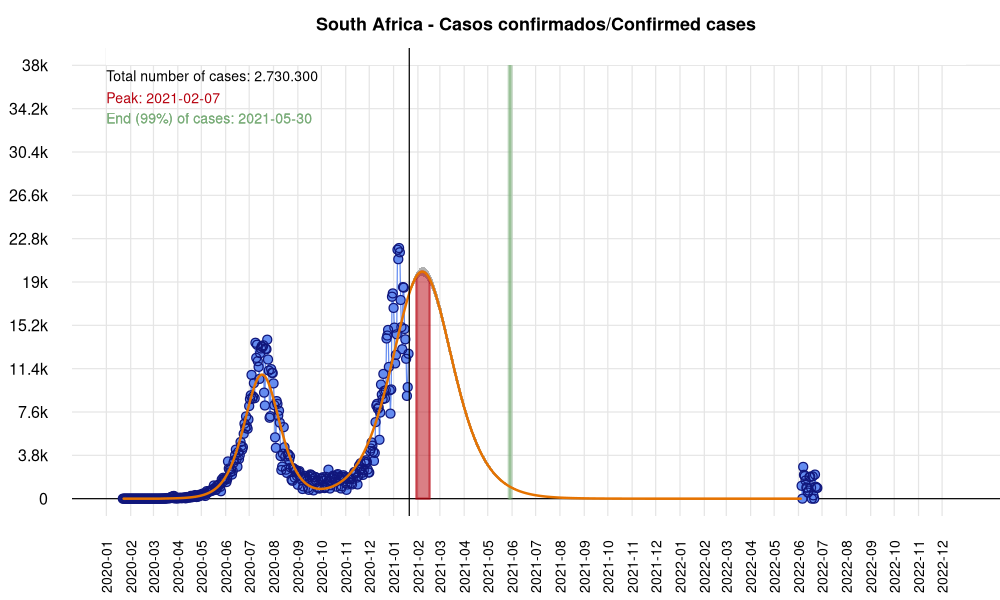 South Africa - Casos confirmados/Confirmed cases
38k
34.2k
30.4k
26.6k
22.8k
19k
15.2k
11.4k
7.6k
3.8k
0
Total number of cases: 2.730.300
Peak: 2021-02-07
End (99%) of cases: 2021-05-30
2020-01
2020-02
2020-03
2020-04
2020-05
2020-06
2020-07
2020-08
2020-09
2020-10
2020-11
2020-12
2021-01
2021-02
2021-03
2021-04
2021-05
2021-06
2021-07
2021-08
2021-09
2021-10
2021-11
2021-12
2022-01
2022-02
2022-03
2022-04
2022-05
2022-06
2022-07
2022-08
2022-09
2022-10
2022-11
2022-12